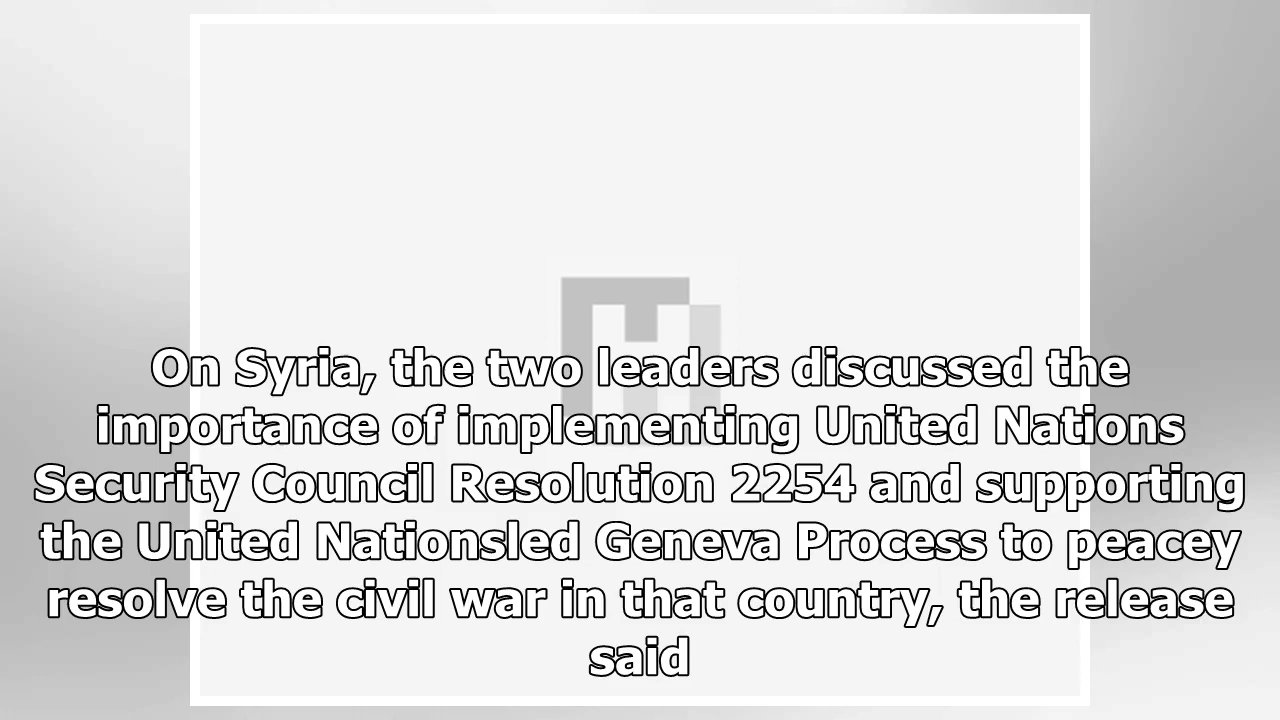 On Syria, the two leaders discussed the
importance of implementing United Nations
Security Council Resolution 2254 and supporting
the United Nationsled Geneva Process to peacey
resolve the civil war in that country, the release
said